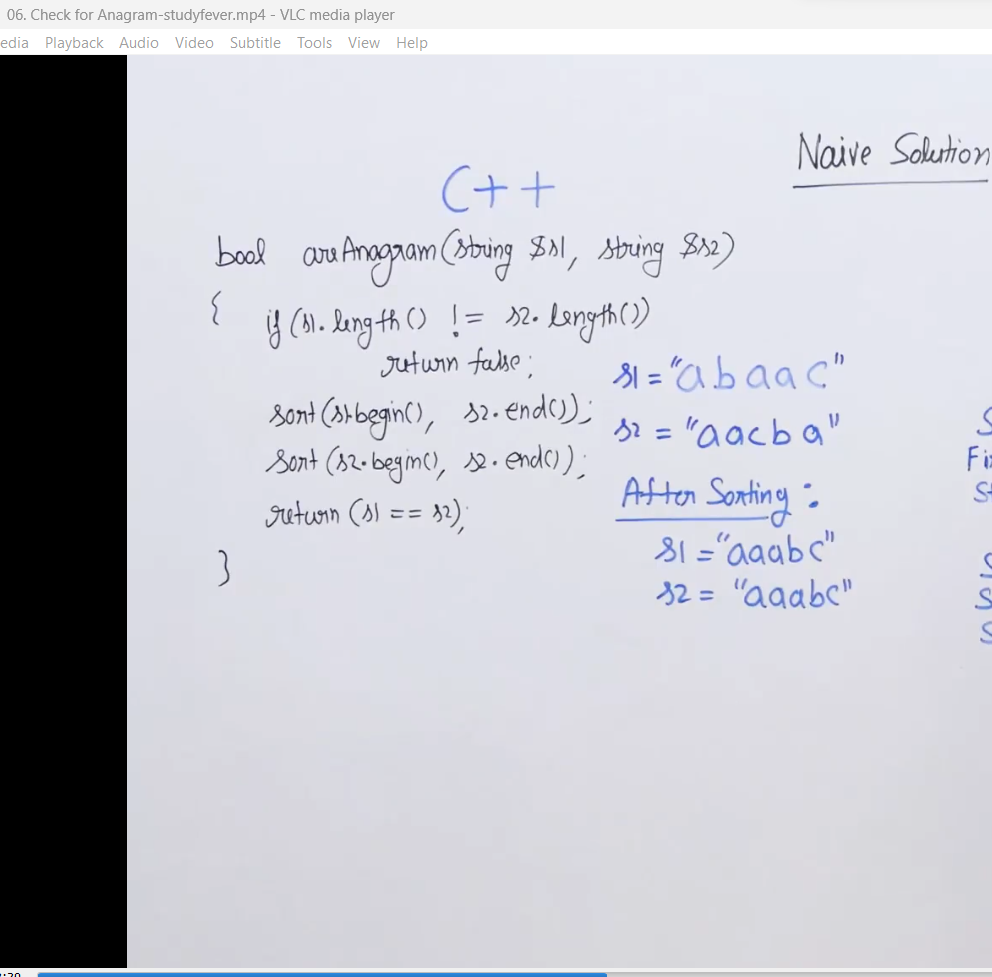 06. Check for Anagram-studyfever.mp4 - VLC media player
edia Playback Audio Video Subtitle Tools View Help
Naive Solution
C++
bool areAnagram(string $s1, string $s2)
{
if (s1.length() != s2.length())
return false;
s1 = "abaac"
sort(s1.begin(), s2.end());
s2 = "aacba"
sort(s2.begin(), s2.end());
After Sorting :
return (s1 == s2);
s1 = "aaabc"
}
s2 = "aaabc"